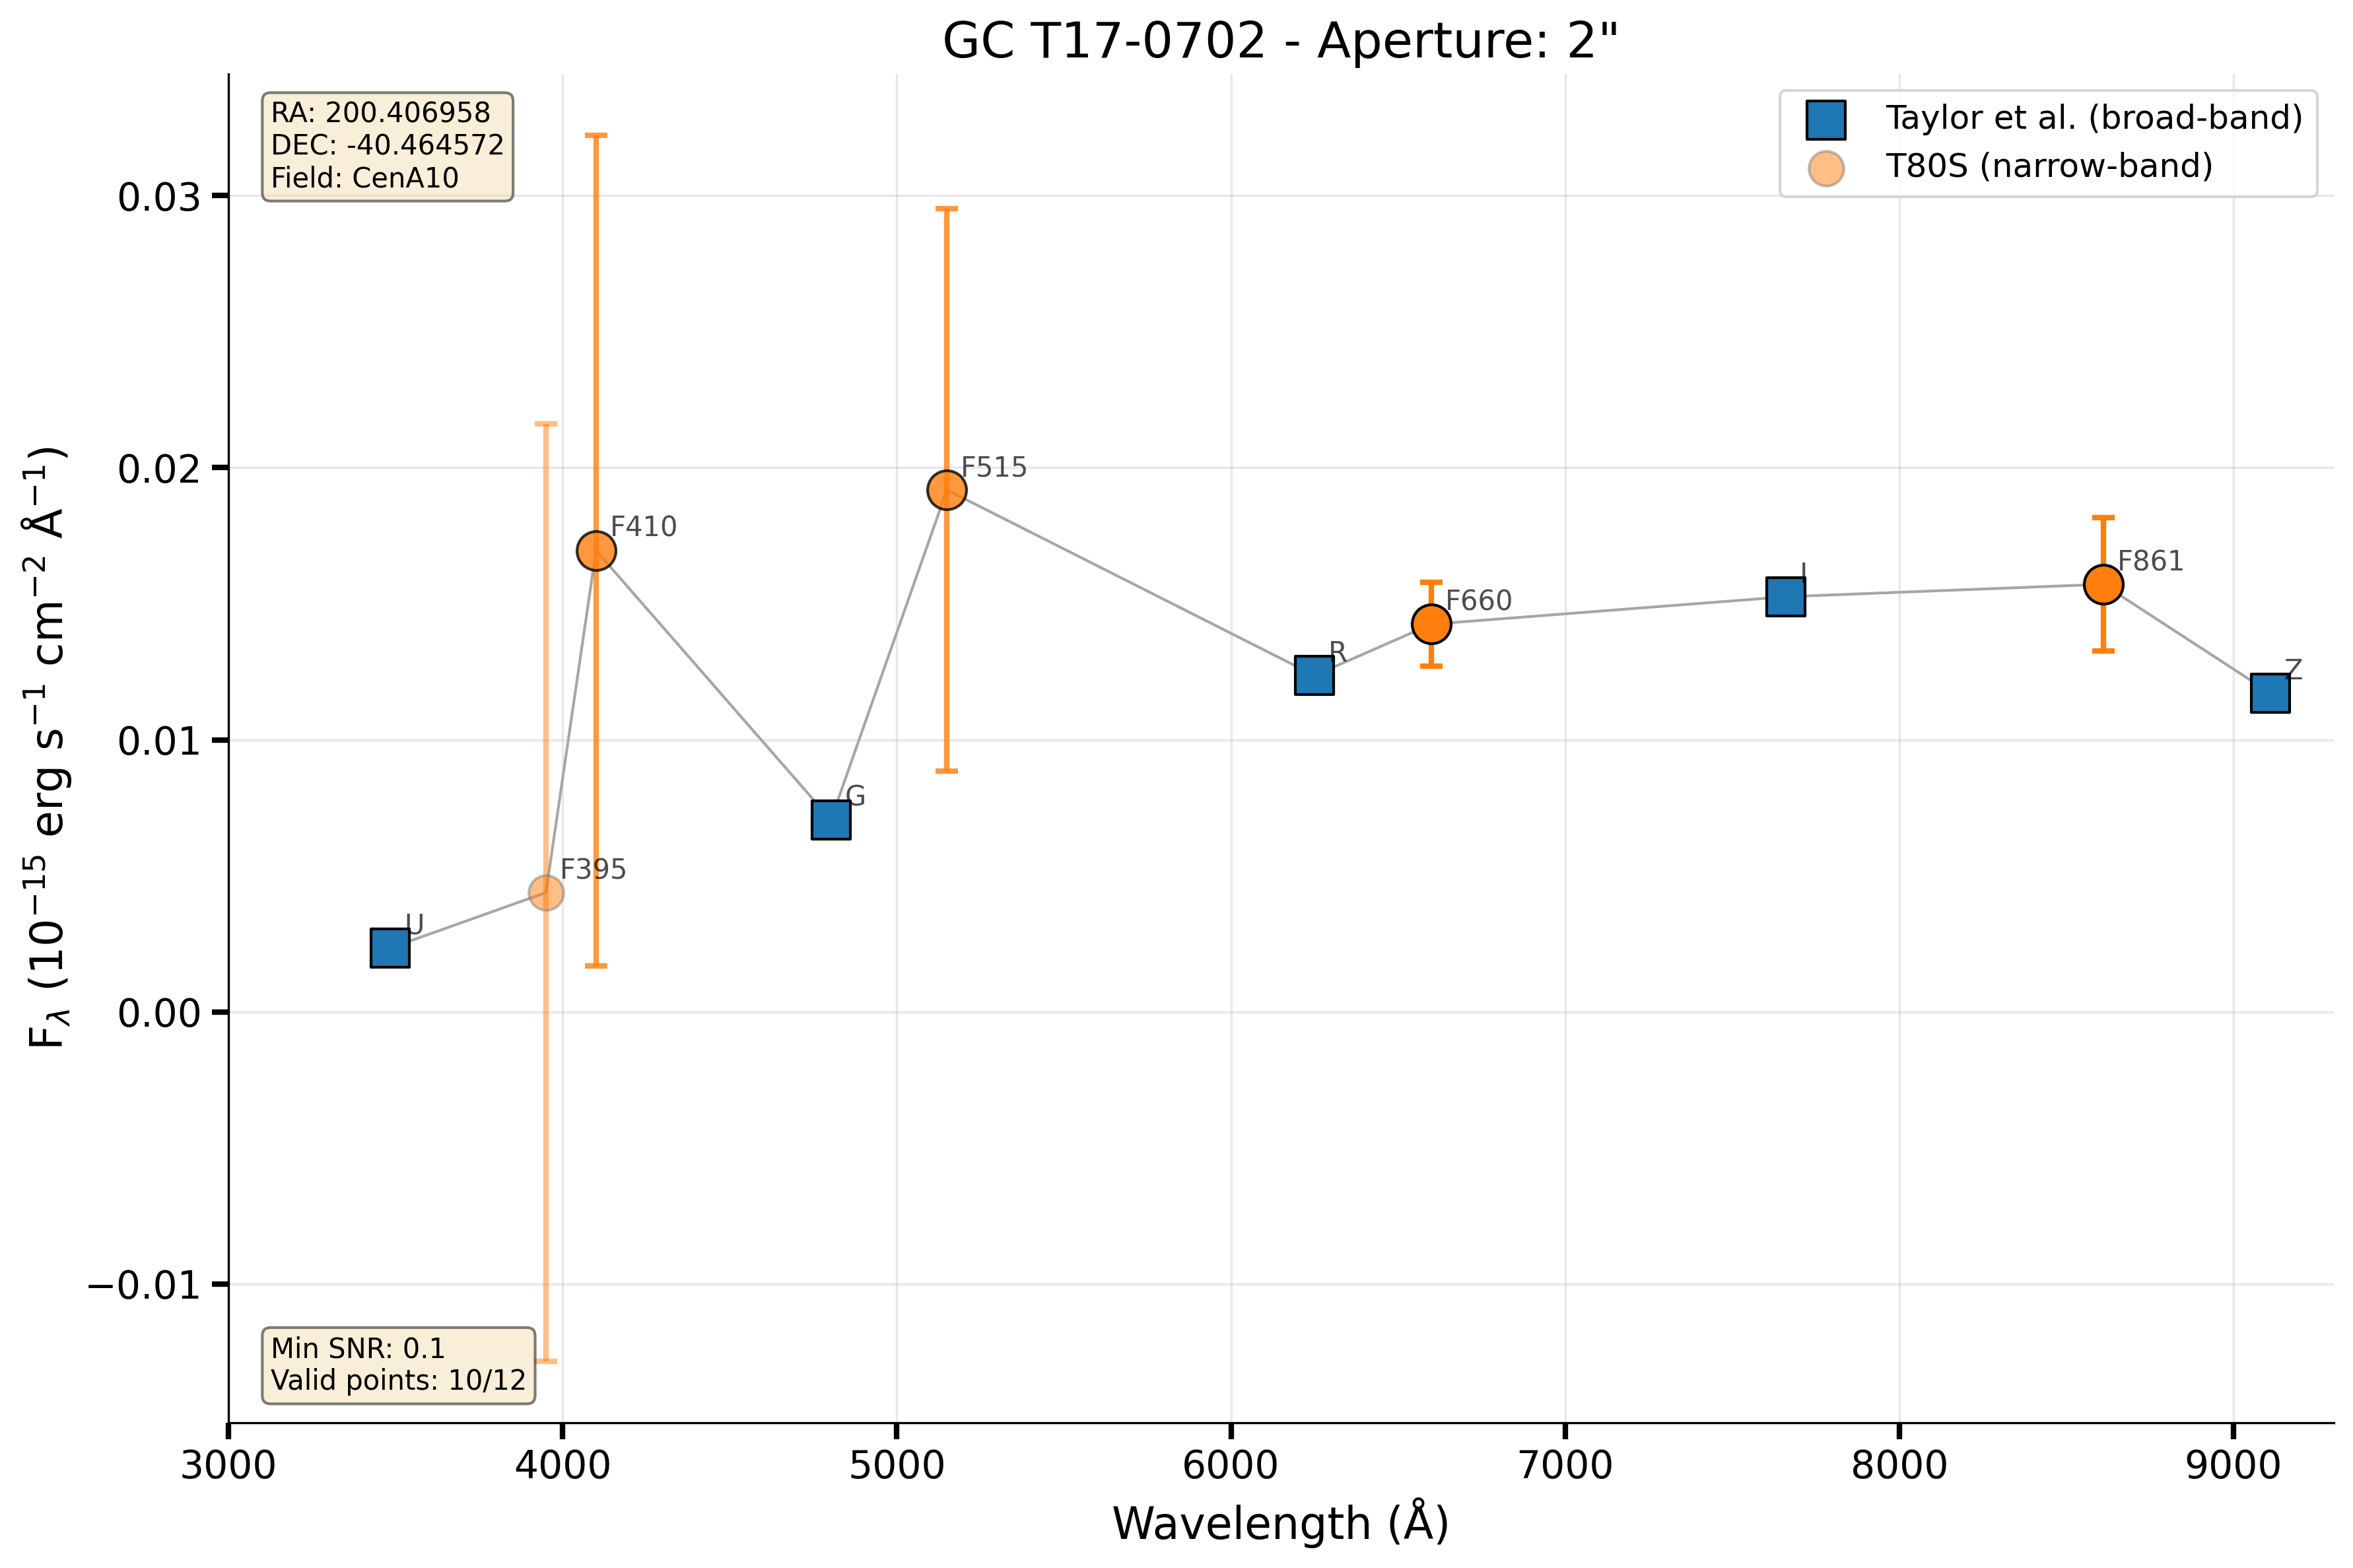 GC T17-0702 - Aperture: 2"
RA: 200.406958
DEC: -40.464572
Field: CenA10
Taylor et al. (broad-band)
T80S (narrow-band)
0.03
0.02
0.01
0.00
−0.01
F_λ (10⁻¹⁵ erg s⁻¹ cm⁻² Å⁻¹)
U
F395
F410
G
F515
R
F660
I
F861
Z
Min SNR: 0.1
Valid points: 10/12
3000 4000 5000 6000 7000 8000 9000
Wavelength (Å)